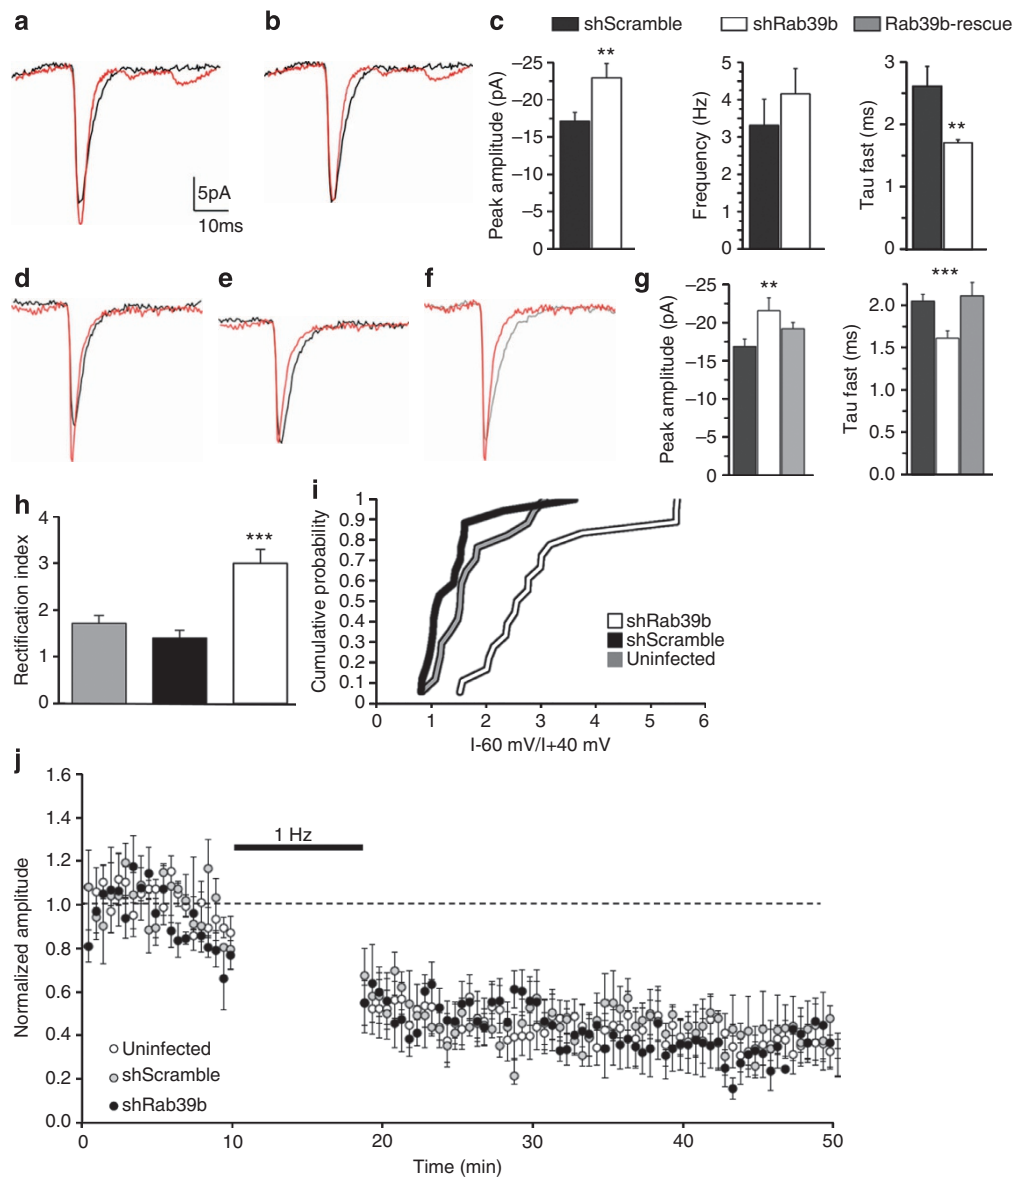 a
b
c
shScramble
shRab39b
Rab39b-rescue
5pA
10ms
Peak amplitude (pA)
–25
–20
–15
–10
–5
0
**
Frequency (Hz)
5
4
3
2
1
0
Tau fast (ms)
3
2
1
0
**
d
e
f
g
Peak amplitude (pA)
–25
–20
–15
–10
–5
0
**
Tau fast (ms)
2.0
1.5
1.0
0.5
0.0
***
h
Rectification index
4
3
2
1
0
***
i
Cumulative probability
1
0.9
0.8
0.7
0.6
0.5
0.4
0.3
0.2
0.1
0
0 1 2 3 4 5 6
I-60 mV/I+40 mV
shRab39b
shScramble
Uninfected
j
Normalized amplitude
1.6
1.4
1.2
1.0
0.8
0.6
0.4
0.2
0.0
1 Hz
Uninfected
shScramble
shRab39b
0 10 20 30 40 50
Time (min)